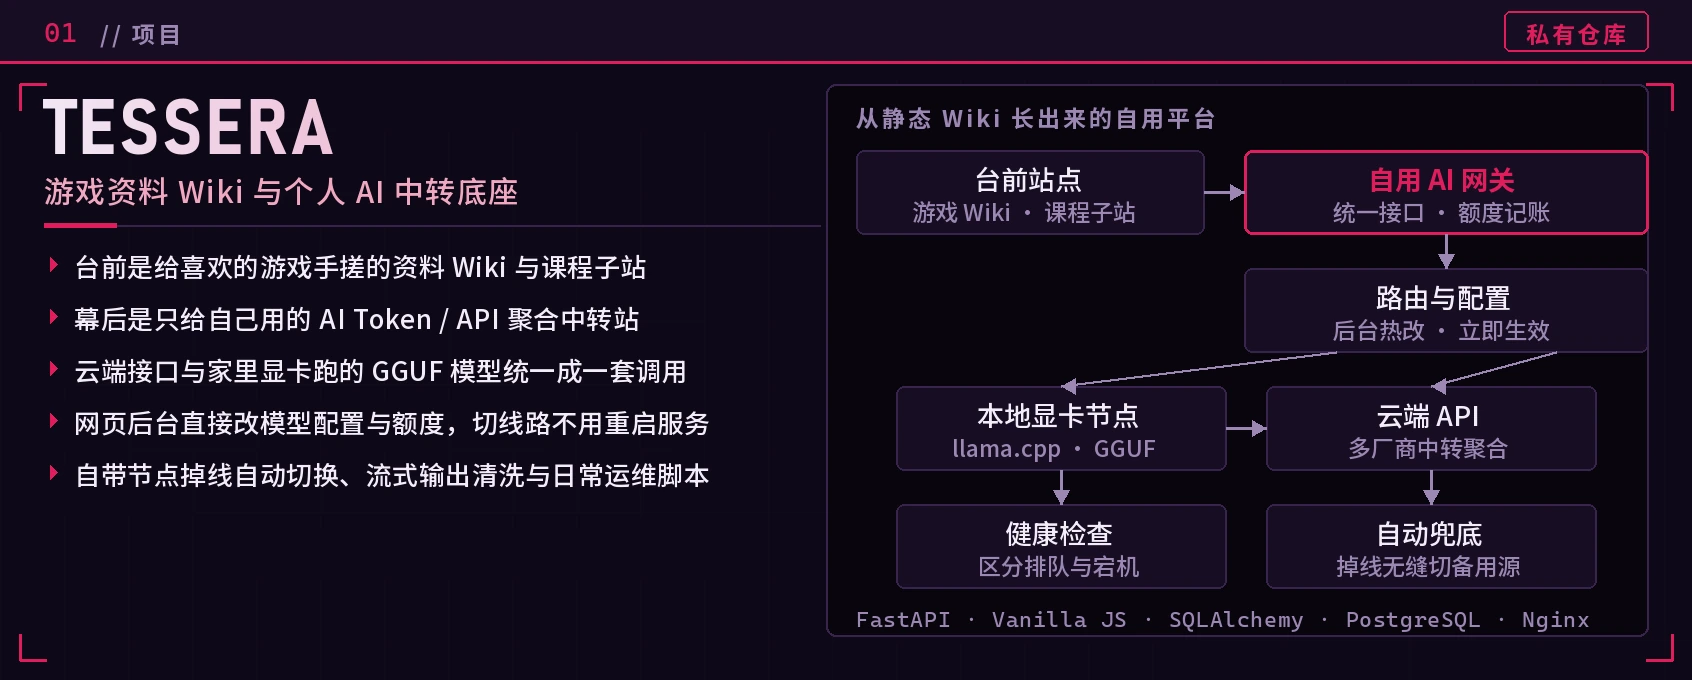 01 // 项目
私有仓库
TESSERA
游戏资料 Wiki 与个人 AI 中转底座
台前是给喜欢的游戏手搓的资料 Wiki 与课程子站
幕后是只给自己用的 AI Token / API 聚合中转站
云端接口与家里显卡跑的 GGUF 模型统一成一套调用
网页后台直接改模型配置与额度，切线路不用重启服务
自带节点掉线自动切换、流式输出清洗与日常运维脚本
从静态 Wiki 长出来的自用平台
台前站点
游戏 Wiki · 课程子站
自用 AI 网关
统一接口 · 额度记账
路由与配置
后台热改 · 立即生效
本地显卡节点
llama.cpp · GGUF
云端 API
多厂商中转聚合
健康检查
区分排队与宕机
自动兜底
掉线无缝切备用源
FastAPI · Vanilla JS · SQLAlchemy · PostgreSQL · Nginx